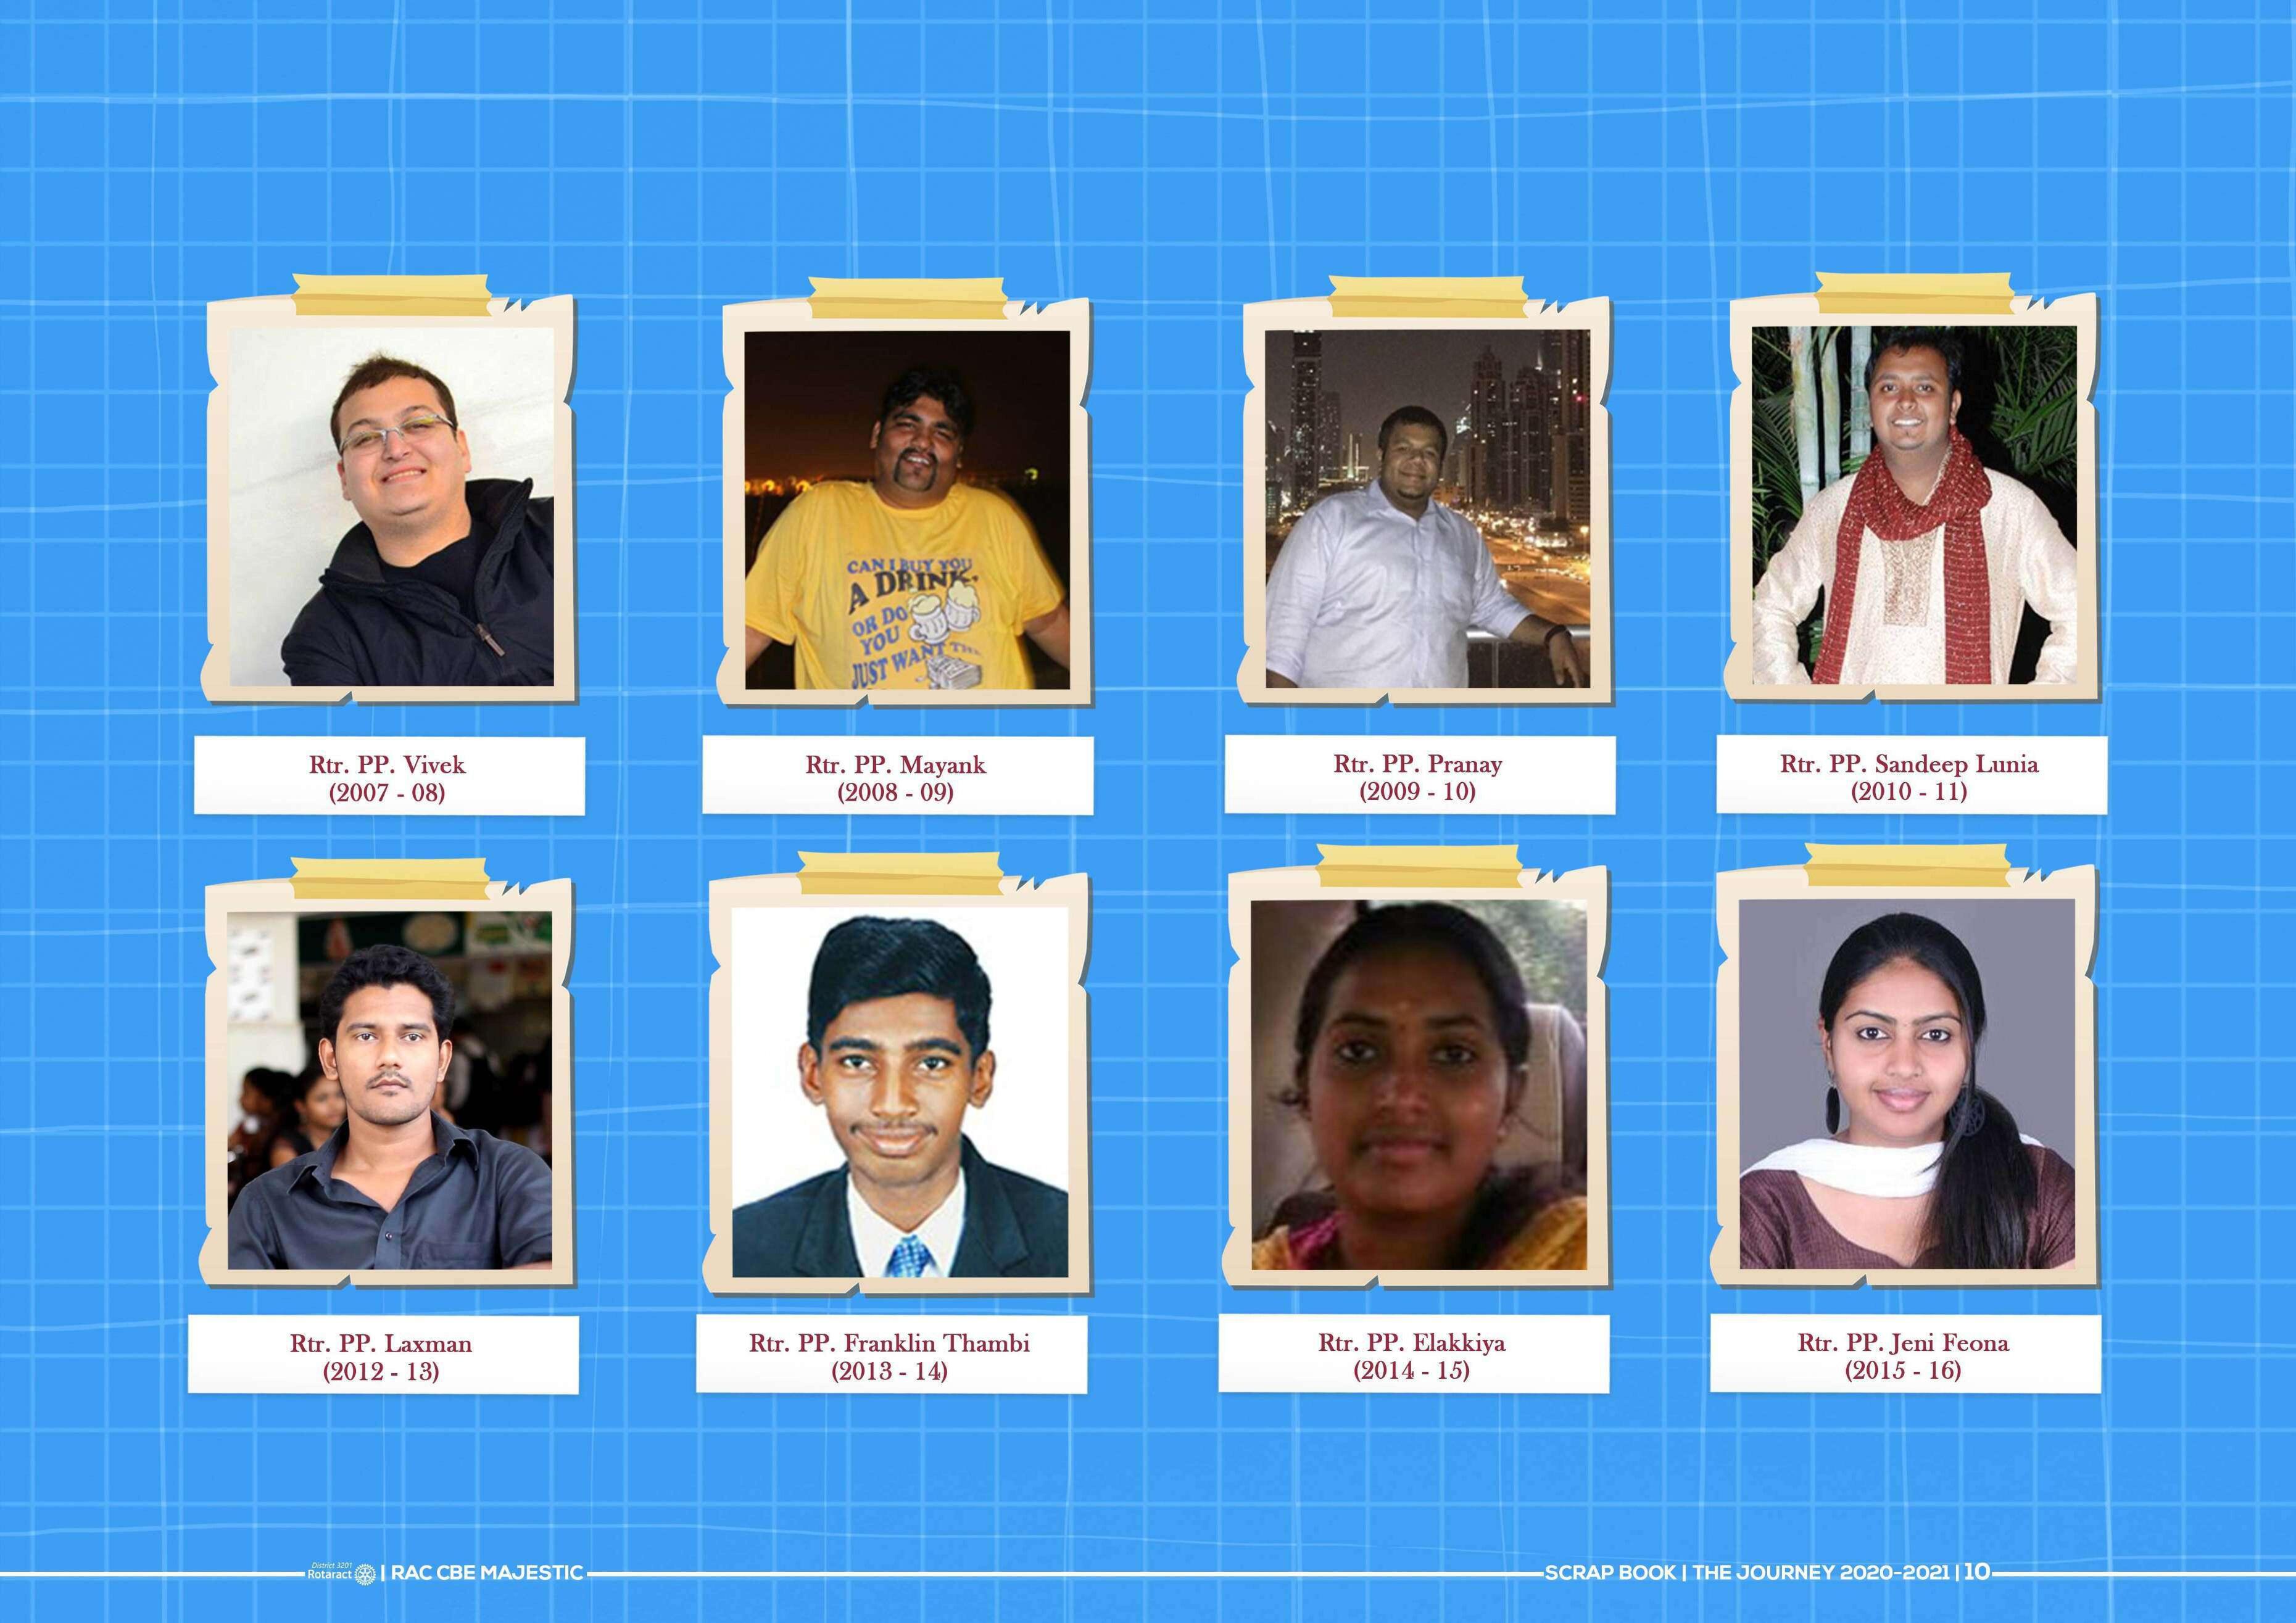 CAN I BUY YOU
A DRINK,
OR DO
YOU
JUST WANT THE
Rtr. PP. Vivek
(2007 - 08)
Rtr. PP. Mayank
(2008 - 09)
Rtr. PP. Pranay
(2009 - 10)
Rtr. PP. Sandeep Lunia
(2010 - 11)
Rtr. PP. Laxman
(2012 - 13)
Rtr. PP. Franklin Thambi
(2013 - 14)
Rtr. PP. Elakkiya
(2014 - 15)
Rtr. PP. Jeni Feona
(2015 - 16)
District 3201
Rotaract | RAC CBE MAJESTIC
SCRAP BOOK | THE JOURNEY 2020-2021 | 10